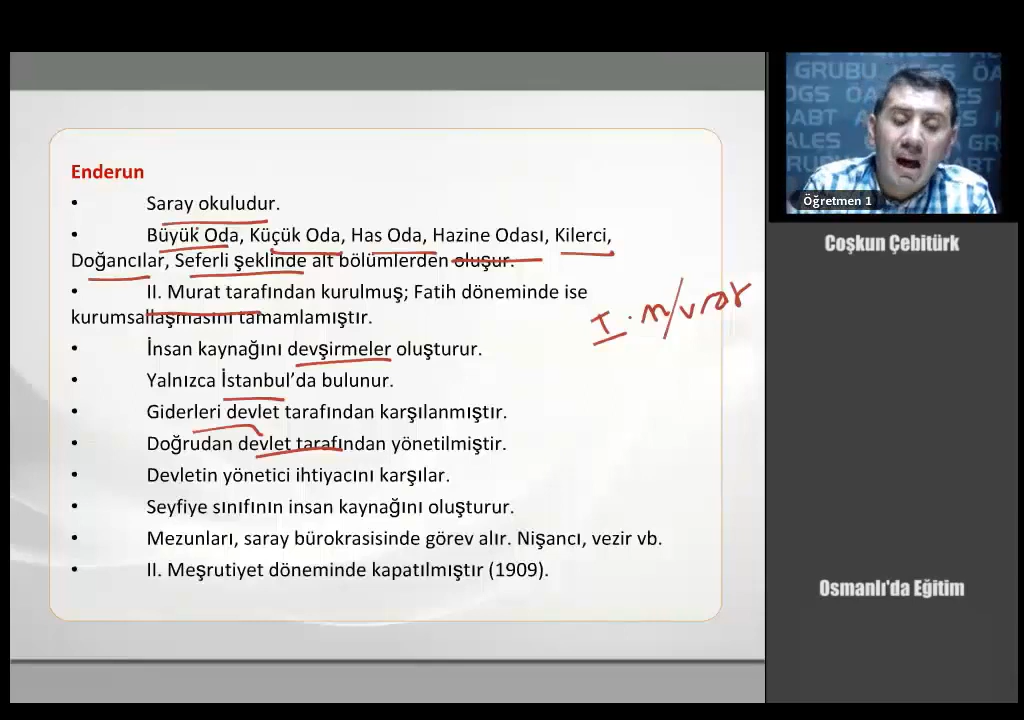 Enderun
• Saray okuludur.
• Büyük Oda, Küçük Oda, Has Oda, Hazine Odası, Kilerci,
Doğancılar, Seferli şeklinde alt bölümlerden oluşur.
• II. Murat tarafından kurulmuş; Fatih döneminde ise
kurumsallaşmasını tamamlamıştır.
I. Murat
• İnsan kaynağını devşirmeler oluşturur.
• Yalnızca İstanbul’da bulunur.
• Giderleri devlet tarafından karşılanmıştır.
• Doğrudan devlet tarafından yönetilmiştir.
• Devletin yönetici ihtiyacını karşılar.
• Seyfiye sınıfının insan kaynağını oluşturur.
• Mezunları, saray bürokrasisinde görev alır. Nişancı, vezir vb.
• II. Meşrutiyet döneminde kapatılmıştır (1909).
GRUBU
Öğretmen 1
Coşkun Çebitürk
Osmanlı'da Eğitim